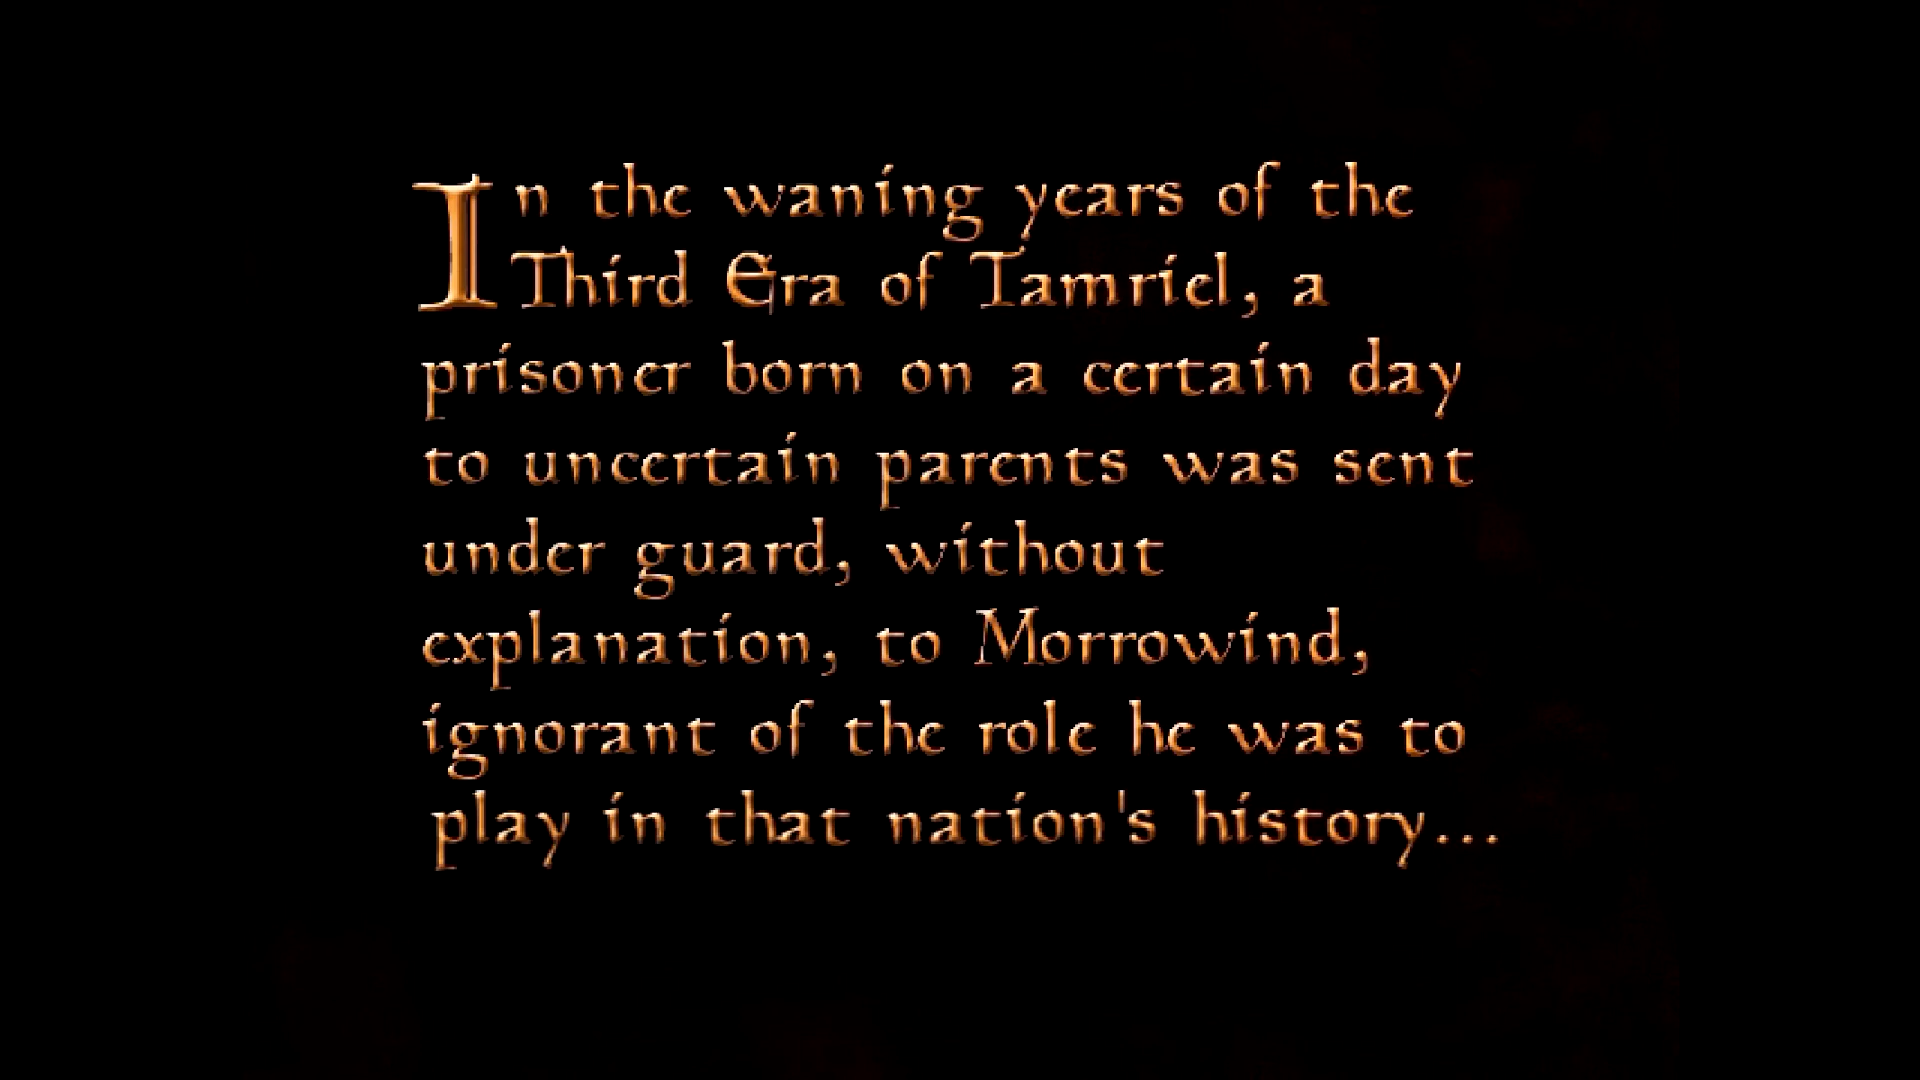 In the waning years of the
Third Era of Tamriel, a
prisoner born on a certain day
to uncertain parents was sent
under guard, without
explanation, to Morrowind,
ignorant of the role he was to
play in that nation's history...